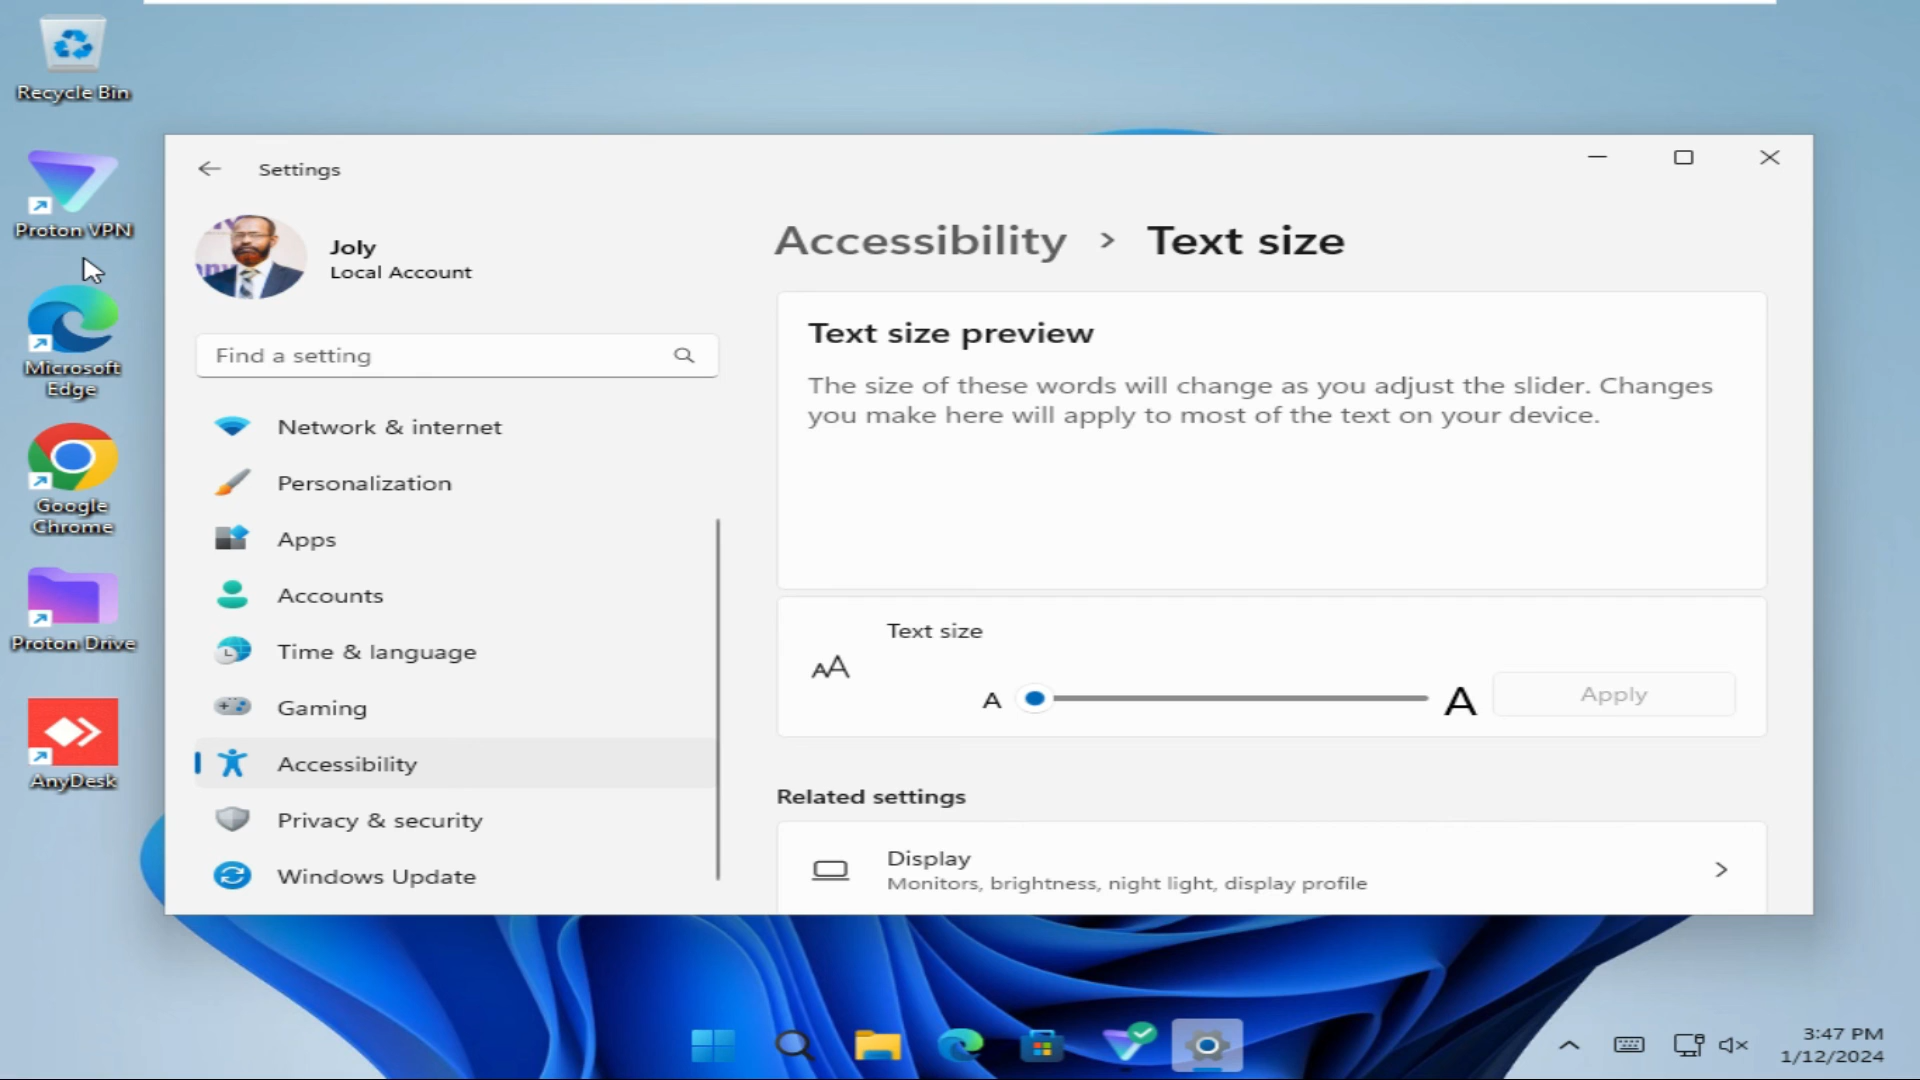 Recycle Bin
Proton VPN
Microsoft
Edge
Google
Chrome
Proton Drive
AnyDesk
Settings
Joly
Local Account
Find a setting
Network & internet
Personalization
Apps
Accounts
Time & language
Gaming
Accessibility
Privacy & security
Windows Update
Accessibility > Text size
Text size preview
The size of these words will change as you adjust the slider. Changes
you make here will apply to most of the text on your device.
Text size
A A Apply
Related settings
Display
Monitors, brightness, night light, display profile
3:47 PM
1/12/2024